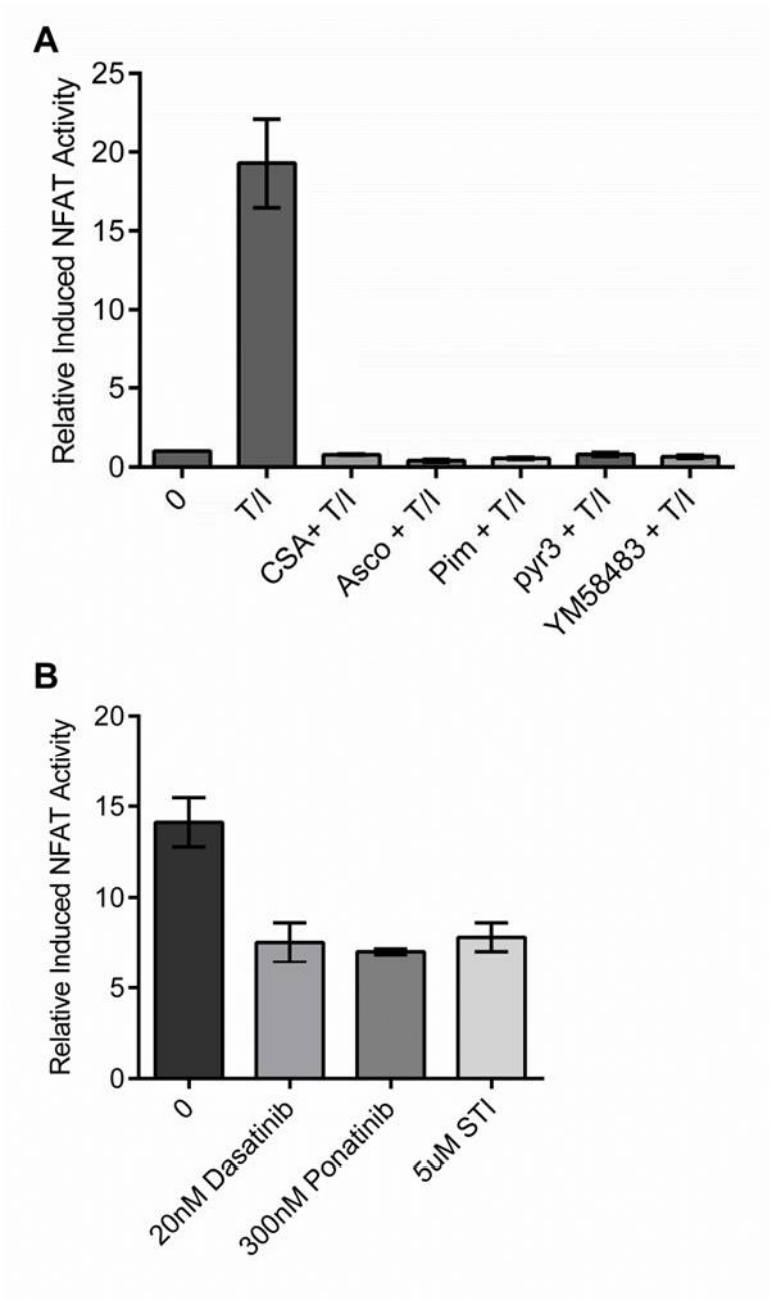 A
Relative Induced NFAT Activity
25
20
15
10
5
0
0
T/I
CSA+ T/I
Asco + T/I
Pim + T/I
pyr3 + T/I
YM58483 + T/I
B
Relative Induced NFAT Activity
20
15
10
5
0
0
20nM Dasatinib
300nM Ponatinib
5uM STI